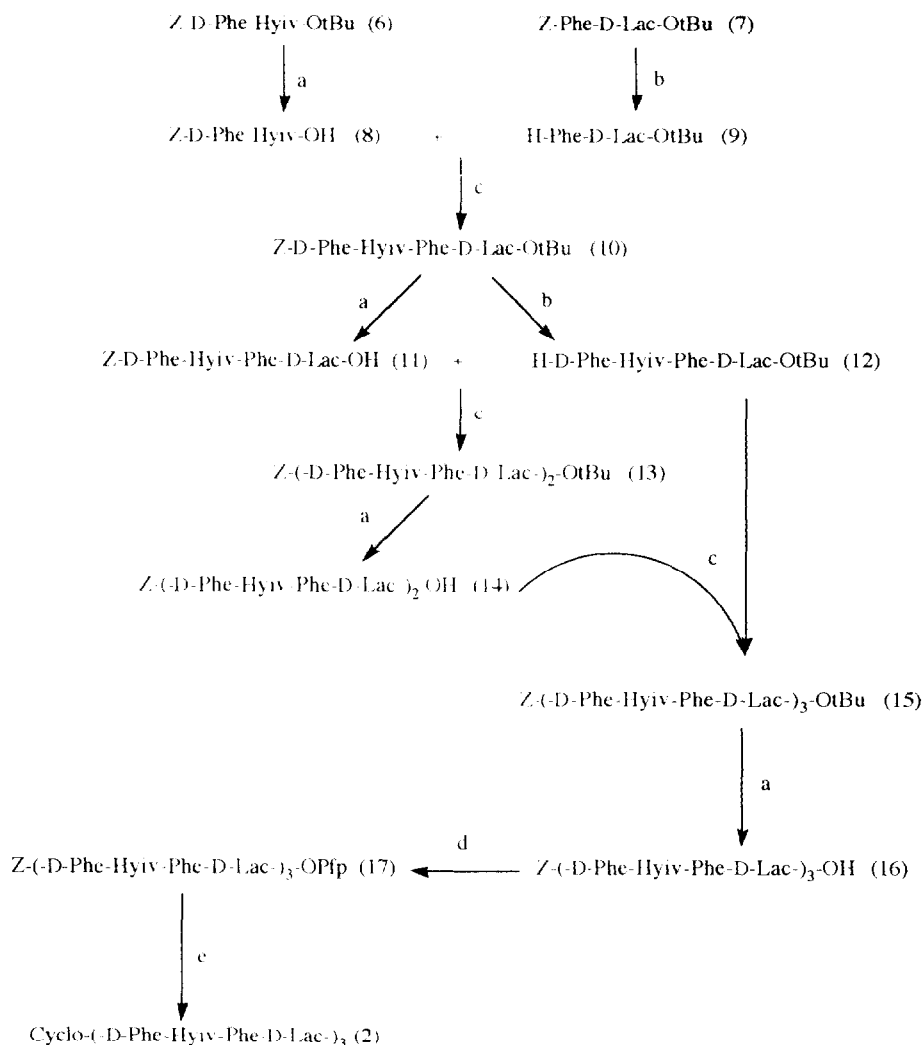 Z-D-Phe-Hyiv-OtBu (6) Z-Phe-D-Lac-OtBu (7)
a b
Z-D-Phe-Hyiv-OH (8) + H-Phe-D-Lac-OtBu (9)
c
Z-D-Phe-Hyiv-Phe-D-Lac-OtBu (10)
a b
Z-D-Phe-Hyiv-Phe-D-Lac-OH (11) + H-D-Phe-Hyiv-Phe-D-Lac-OtBu (12)
c
Z-(-D-Phe-Hyiv-Phe-D-Lac-)2-OtBu (13)
a
Z-(-D-Phe-Hyiv-Phe-D-Lac-)2-OH (14)
c
Z-(-D-Phe-Hyiv-Phe-D-Lac-)3-OtBu (15)
a
Z-(-D-Phe-Hyiv-Phe-D-Lac-)3-OPfp (17) d Z-(-D-Phe-Hyiv-Phe-D-Lac-)3-OH (16)
e
Cyclo-(-D-Phe-Hyiv-Phe-D-Lac-)3 (2)